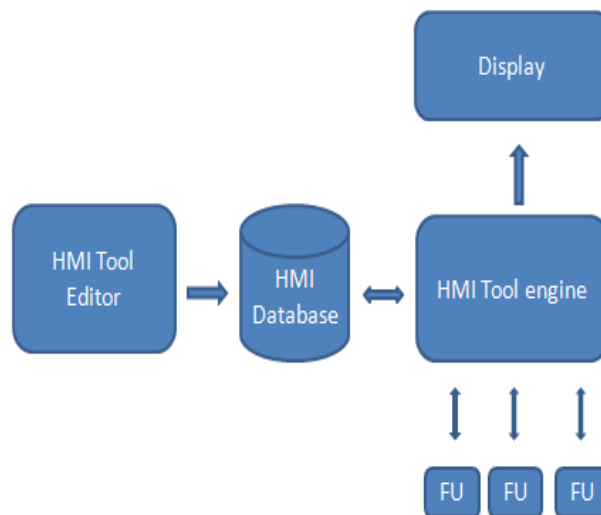 Display
HMI Tool
Editor
HMI
Database
HMI Tool engine
FU
FU
FU